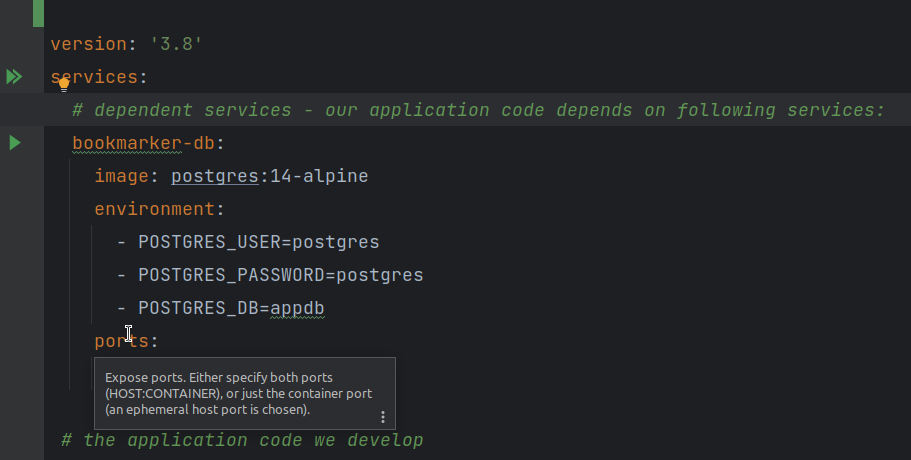 version: '3.8'
services:
# dependent services - our application code depends on following services:
bookmarker-db:
image: postgres:14-alpine
environment:
- POSTGRES_USER=postgres
- POSTGRES_PASSWORD=postgres
- POSTGRES_DB=appdb
ports:
Expose ports. Either specify both ports
(HOST:CONTAINER), or just the container port
(an ephemeral host port is chosen).
# the application code we develop